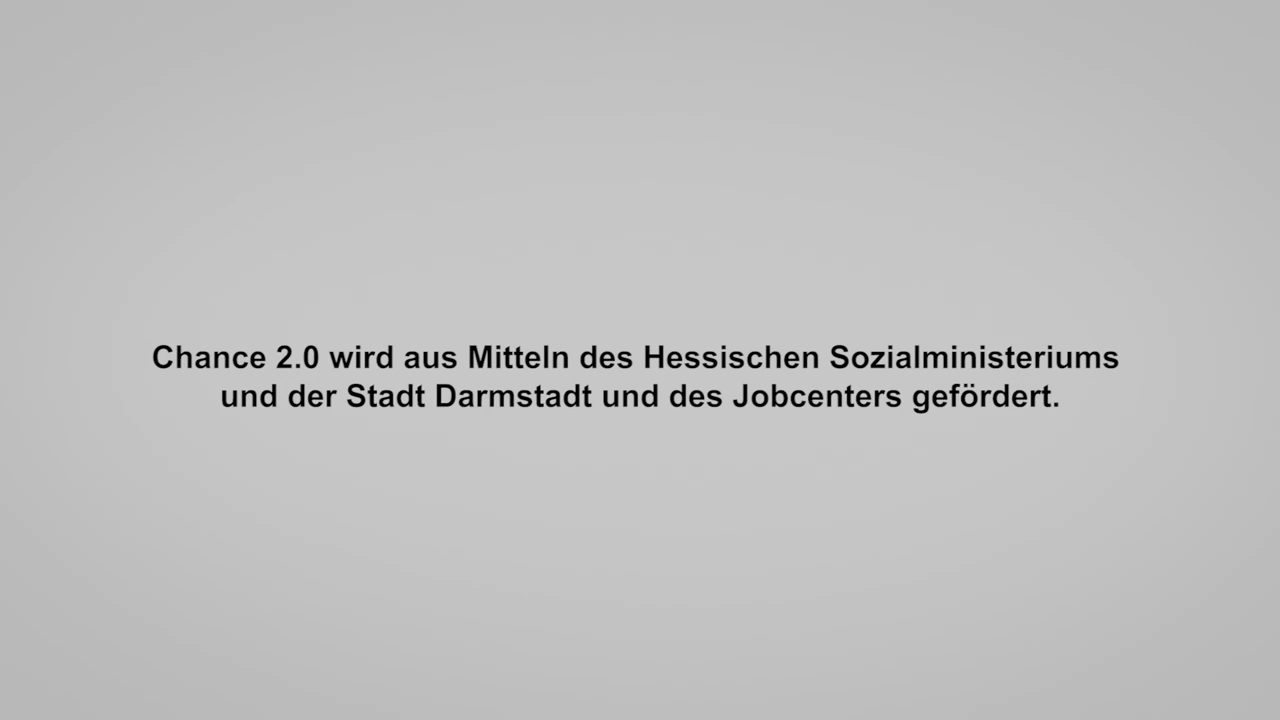 Chance 2.0 wird aus Mitteln des Hessischen Sozialministeriums
und der Stadt Darmstadt und des Jobcenters gefördert.